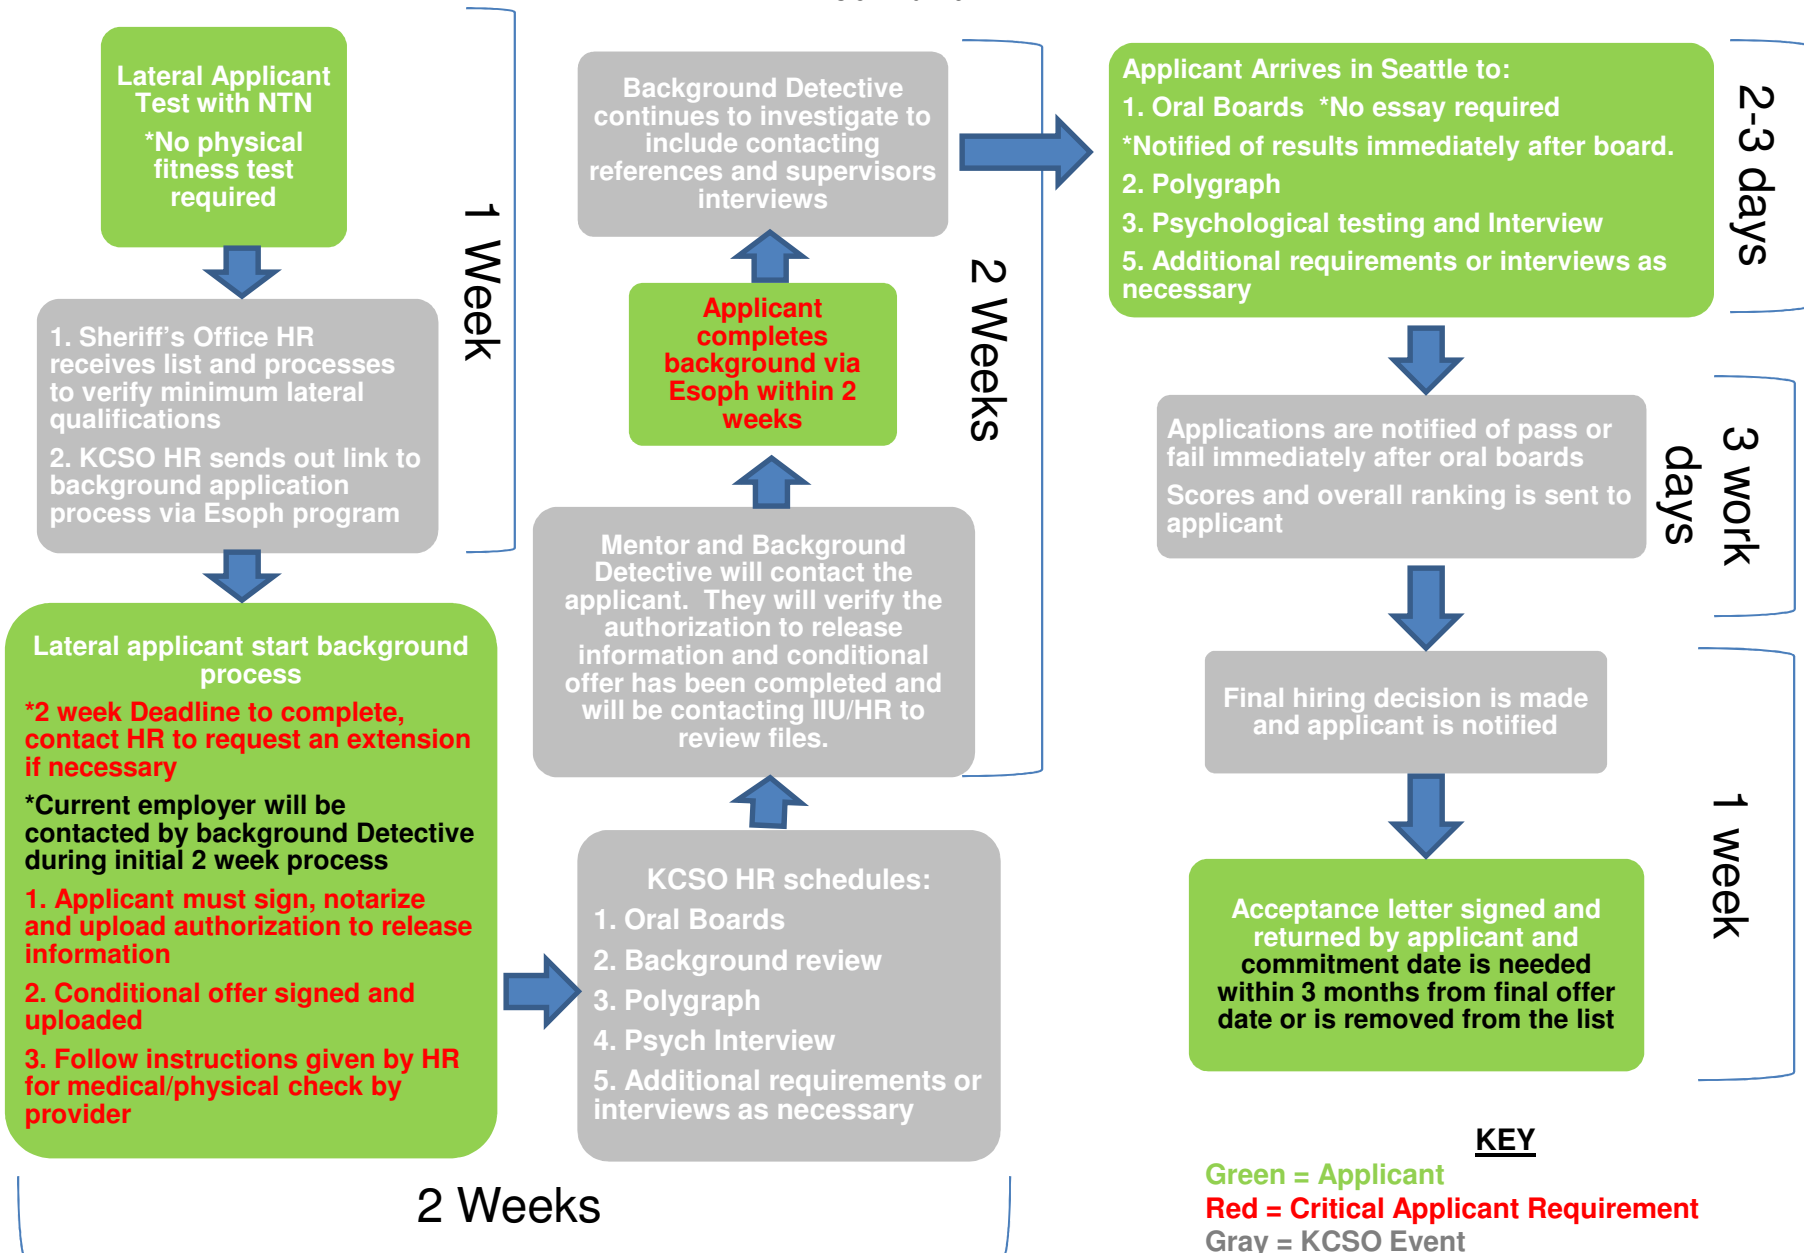 Lateral Applicant
Test with NTN
*No physical
fitness test
required
1 Week
1. Sheriff's Office HR
receives list and processes
to verify minimum lateral
qualifications
2. KCSO HR sends out link to
background application
process via Esoph program
Lateral applicant start background
process
*2 week Deadline to complete,
contact HR to request an extension
if necessary
*Current employer will be
contacted by background Detective
during initial 2 week process
1. Applicant must sign, notarize
and upload authorization to release
information
2. Conditional offer signed and
uploaded
3. Follow instructions given by HR
for medical/physical check by
provider
2 Weeks
KCSO HR schedules:
1. Oral Boards
2. Background review
3. Polygraph
4. Psych Interview
5. Additional requirements or
interviews as necessary
Mentor and Background
Detective will contact the
applicant.  They will verify the
authorization to release
information and conditional
offer has been completed and
will be contacting IIU/HR to
review files.
Applicant
completes
background via
Esoph within 2
weeks
Background Detective
continues to investigate to
include contacting
references and supervisors
interviews
2 Weeks
Applicant Arrives in Seattle to:
1. Oral Boards  *No essay required
*Notified of results immediately after board.
2. Polygraph
3. Psychological testing and Interview
5. Additional requirements or interviews as
necessary
2-3 days
Applications are notified of pass or
fail immediately after oral boards
Scores and overall ranking is sent to
applicant
3 work
days
Final hiring decision is made
and applicant is notified
Acceptance letter signed and
returned by applicant and
commitment date is needed
within 3 months from final offer
date or is removed from the list
1 week
KEY
Green = Applicant
Red = Critical Applicant Requirement
Gray = KCSO Event